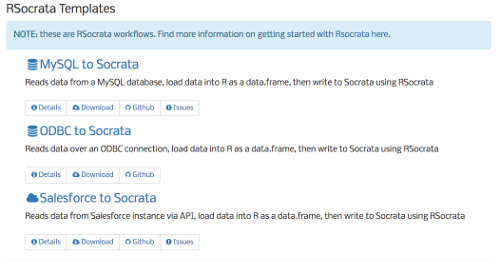 RSocrata Templates
NOTE: these are RSocrata workflows. Find more information on getting started with Rsocrata here.
MySQL to Socrata
Reads data from a MySQL database, load data into R as a data.frame, then write to Socrata using RSocrata
Details Download Github Issues
ODBC to Socrata
Reads data over an ODBC connection, load data into R as a data.frame, then write to Socrata using RSocrata
Details Download Github
Salesforce to Socrata
Reads data from Salesforce instance via API, load data into R as a data.frame, then write to Socrata using RSocrata
Details Download Github Issues